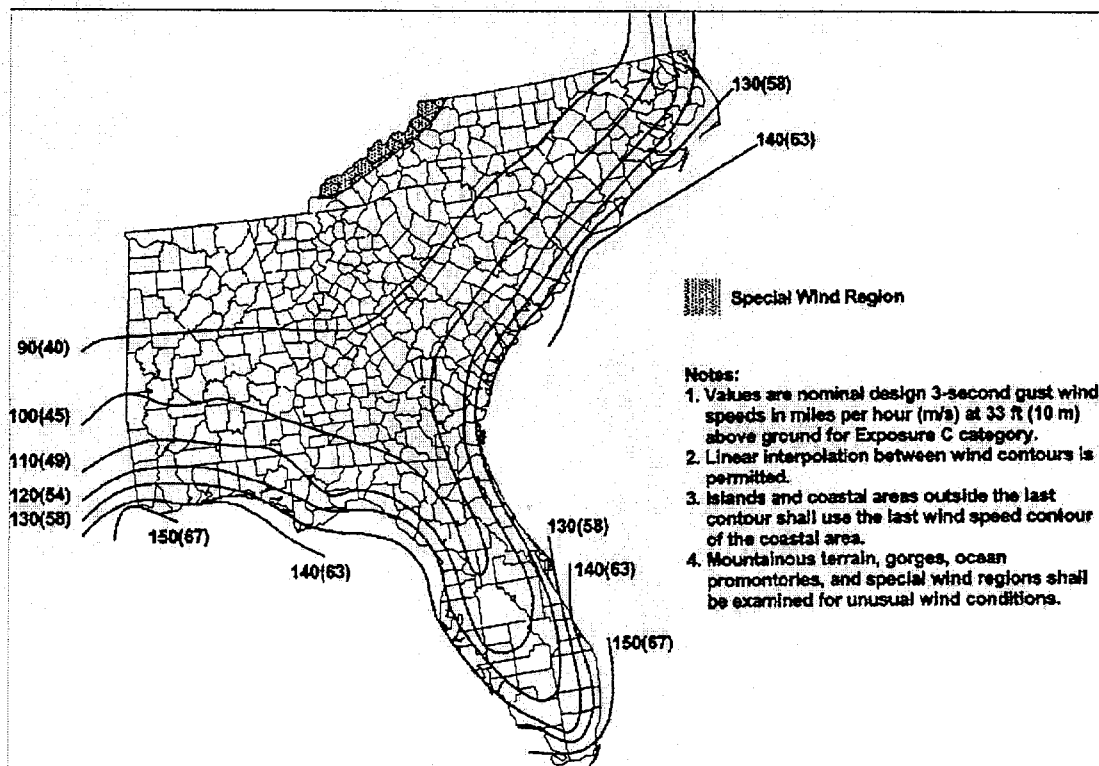 130(58)
140(63)
Special Wind Region
90(40)
100(45)
110(49)
120(54)
130(58)
150(67)
140(63)
130(58)
140(63)
150(67)
Notes:
1. Values are nominal design 3-second gust wind
speeds in miles per hour (m/s) at 33 ft (10 m)
above ground for Exposure C category.
2. Linear interpolation between wind contours is
permitted.
3. Islands and coastal areas outside the last
contour shall use the last wind speed contour
of the coastal area.
4. Mountainous terrain, gorges, ocean
promontories, and special wind regions shall
be examined for unusual wind conditions.